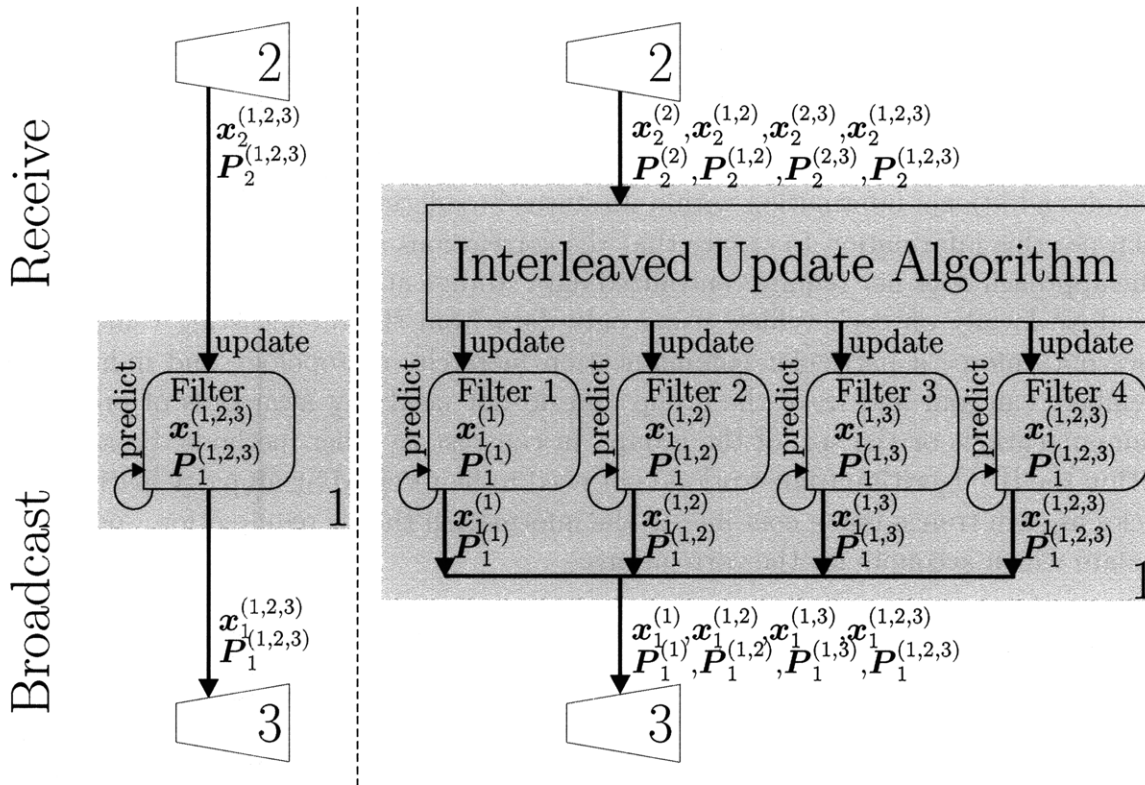 Receive
Broadcast
2
x_2^{(1,2,3)}
P_2^{(1,2,3)}
update
predict
Filter
x_1^{(1,2,3)}
P_1^{(1,2,3)}
1
x_1^{(1,2,3)}
P_1^{(1,2,3)}
3
2
x_2^{(2)}, x_2^{(1,2)}, x_2^{(2,3)}, x_2^{(1,2,3)}
P_2^{(2)}, P_2^{(1,2)}, P_2^{(2,3)}, P_2^{(1,2,3)}
Interleaved Update Algorithm
update update update update
predict
Filter 1
x_1^{(1)}
P_1^{(1)}
predict
Filter 2
x_1^{(1,2)}
P_1^{(1,2)}
predict
Filter 3
x_1^{(1,3)}
P_1^{(1,3)}
predict
Filter 4
x_1^{(1,2,3)}
P_1^{(1,2,3)}
x_1^{(1)} x_1^{(1,2)} x_1^{(1,3)} x_1^{(1,2,3)}
P_1^{(1)} P_1^{(1,2)} P_1^{(1,3)} P_1^{(1,2,3)}
1
x_1^{(1)}, x_1^{(1,2)}, x_1^{(1,3)}, x_1^{(1,2,3)}
P_1^{(1)}, P_1^{(1,2)}, P_1^{(1,3)}, P_1^{(1,2,3)}
3